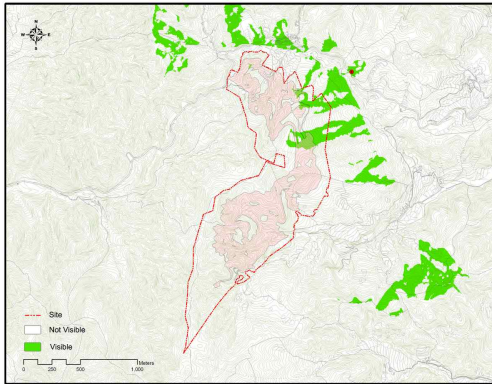 N
W E
S
Site
Not Visible
Visible
0 250 500 1,000
Meters